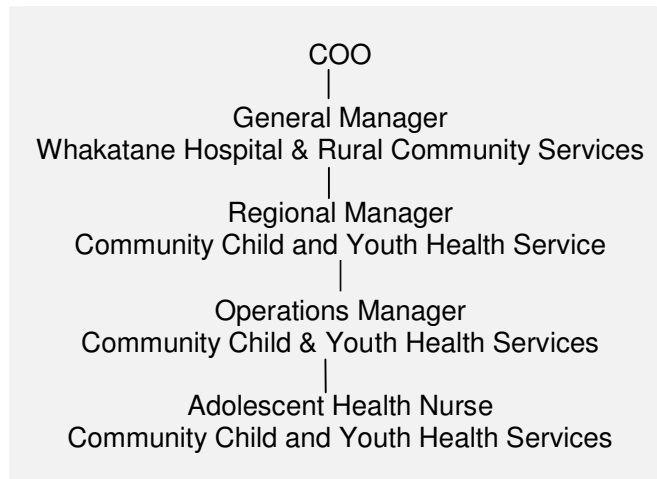 COO
General Manager
Whakatane Hospital & Rural Community Services
Regional Manager
Community Child and Youth Health Service
Operations Manager
Community Child & Youth Health Services
Adolescent Health Nurse
Community Child and Youth Health Services